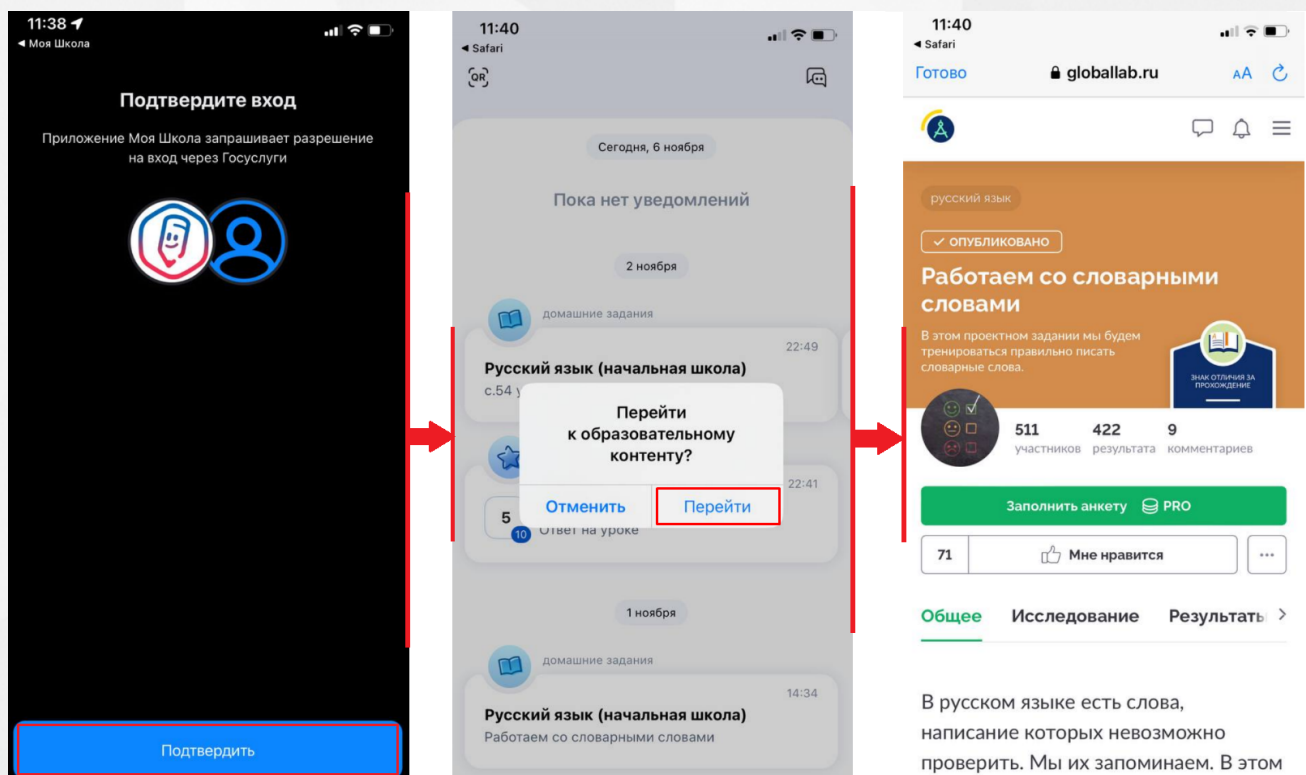 11:38
◄ Моя Школа
Подтвердите вход
Приложение Моя Школа запрашивает разрешение
на вход через Госуслуги
Подтвердить
11:40
◄ Safari
QR
Сегодня, 6 ноября
Пока нет уведомлений
2 ноября
домашние задания
22:49
Русский язык (начальная школа)
с.54
Перейти
к образовательному
контенту?
Отменить
Перейти
22:41
5
10
Ответ на уроке
1 ноября
домашние задания
14:34
Русский язык (начальная школа)
Работаем со словарными словами
11:40
◄ Safari
Готово
globallab.ru
АА
русский язык
✓ ОПУБЛИКОВАНО
Работаем со словарными
словами
В этом проектном задании мы будем
тренироваться правильно писать
словарные слова.
ЗНАК ОТЛИЧИЯ ЗА
ПРОХОЖДЕНИЕ
511 422 9
участников результата комментариев
Заполнить анкету PRO
71 Мне нравится ...
Общее Исследование Результаты >
В русском языке есть слова,
написание которых невозможно
проверить. Мы их запоминаем. В этом